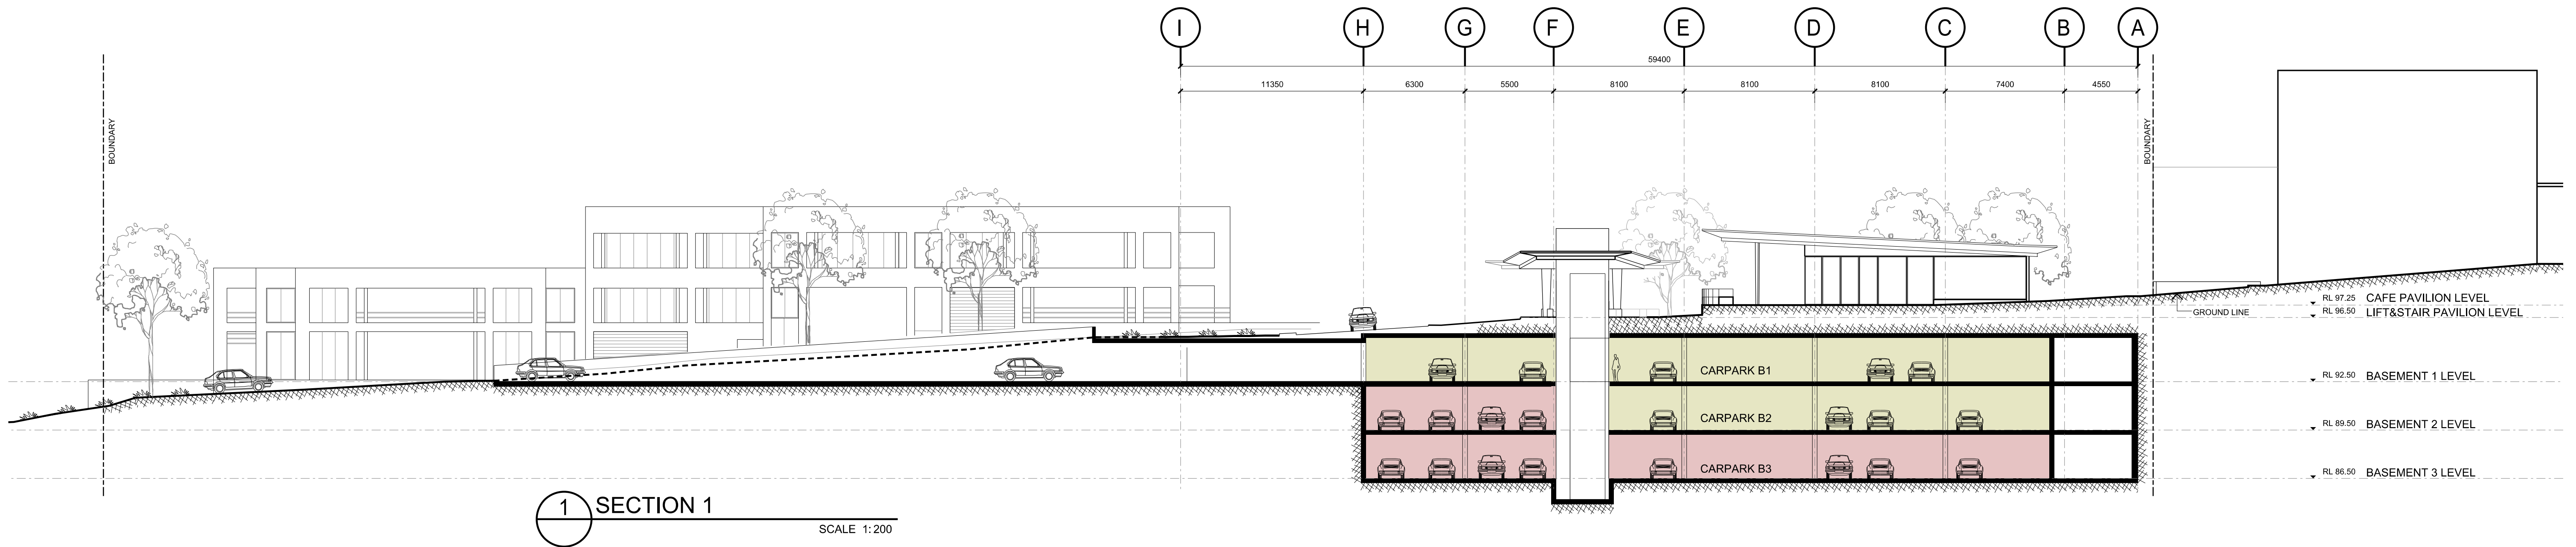 I H G F E D C B A
59400
11350 6300 5500 8100 8100 8100 7400 4550
BOUNDARY
BOUNDARY
RL 97.25 CAFE PAVILION LEVEL
RL 96.50 LIFT&STAIR PAVILION LEVEL
GROUND LINE
CARPARK B1
RL 92.50 BASEMENT 1 LEVEL
CARPARK B2
RL 89.50 BASEMENT 2 LEVEL
CARPARK B3
RL 86.50 BASEMENT 3 LEVEL
1 SECTION 1
SCALE 1:200